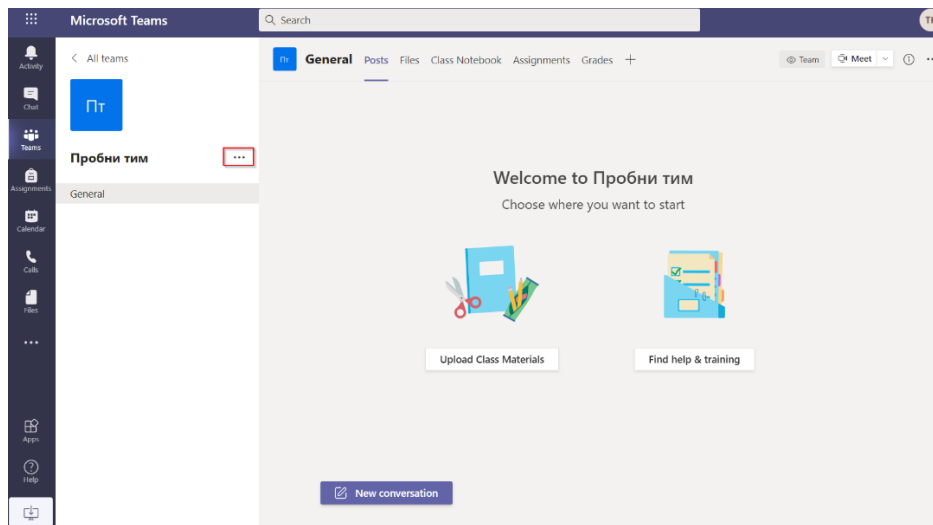 Microsoft Teams
Search
Activity
Chat
Teams
Assignments
Calendar
Calls
Files
Apps
Help
All teams
Пт
Пробни тим
General
Пт General Posts Files Class Notebook Assignments Grades
Team Meet
Welcome to Пробни тим
Choose where you want to start
Upload Class Materials Find help & training
New conversation